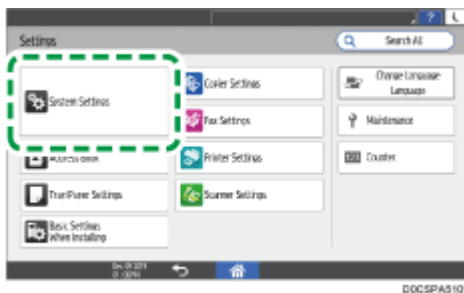 Settings
Search All
System Settings
Copier Settings
Change Language
Language
Fax Settings
Maintenance
Address Book
Printer Settings
Counter
Tray/Paper Settings
Scanner Settings
Basic Settings
When Installing
DOCSPA510